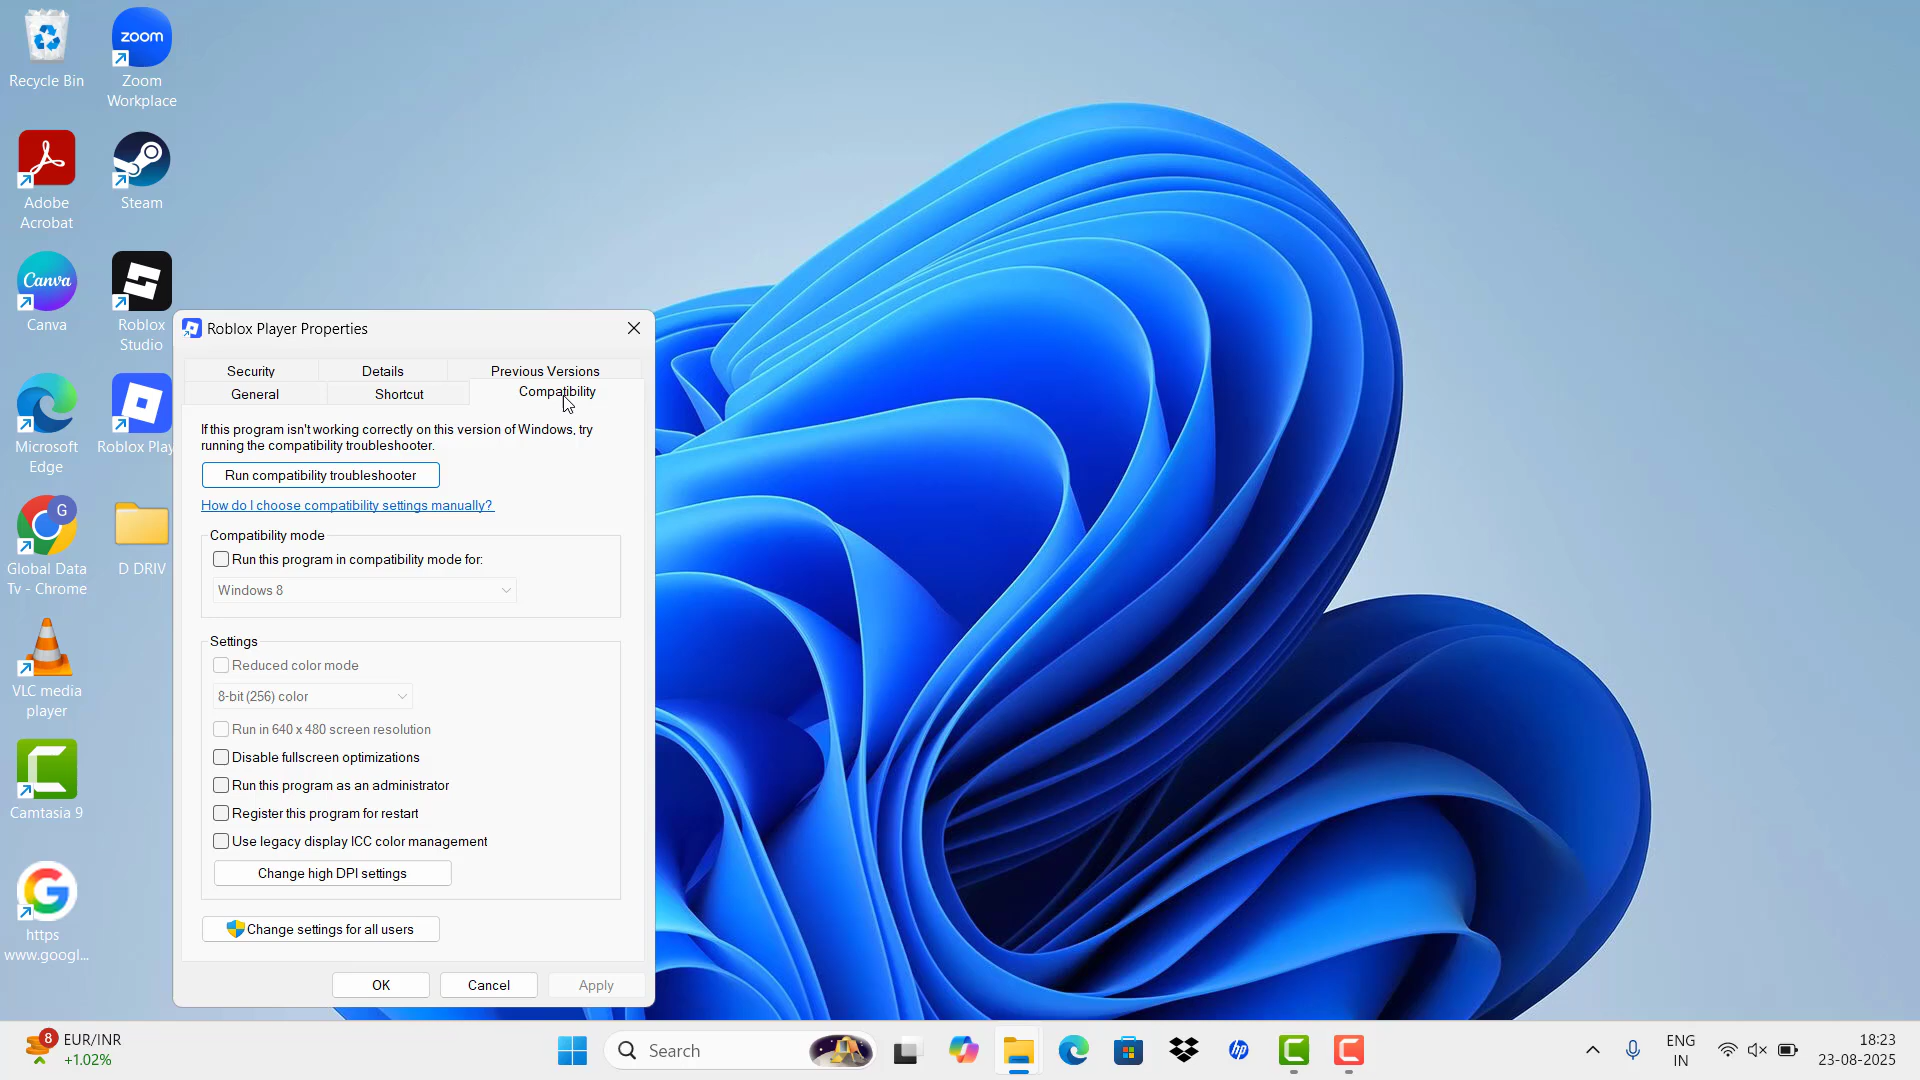 Recycle Bin
zoom
Zoom
Workplace
Adobe
Acrobat
Steam
Canva
Canva
Roblox
Studio
Microsoft
Edge
Roblox Play
G
Global Data
Tv - Chrome
D DRIV
VLC media
player
Camtasia 9
https
www.googl...
Roblox Player Properties
Security
Details
Previous Versions
General
Shortcut
Compatibility
If this program isn't working correctly on this version of Windows, try
running the compatibility troubleshooter.
Run compatibility troubleshooter
How do I choose compatibility settings manually?
Compatibility mode
Run this program in compatibility mode for:
Windows 8
Settings
Reduced color mode
8-bit (256) color
Run in 640 x 480 screen resolution
Disable fullscreen optimizations
Run this program as an administrator
Register this program for restart
Use legacy display ICC color management
Change high DPI settings
Change settings for all users
OK
Cancel
Apply
8
EUR/INR
+1.02%
Search
hp
ENG
IN
18:23
23-08-2025